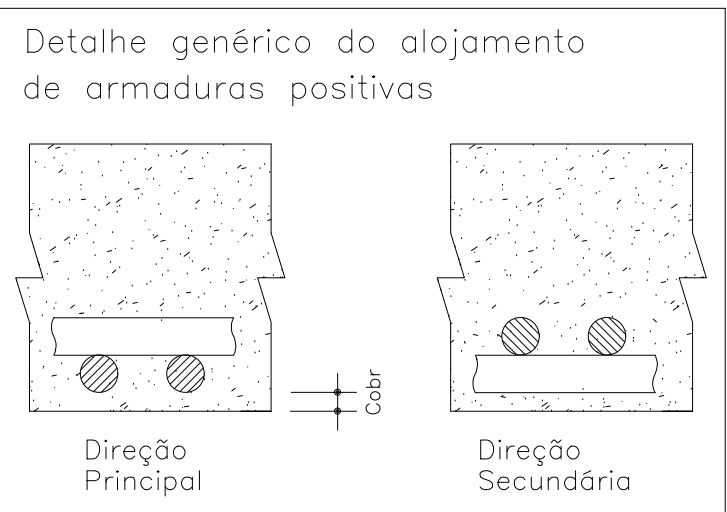 Detalhe genérico do alojamento
de armaduras positivas
Cobr
Direção
Principal
Direção
Secundária